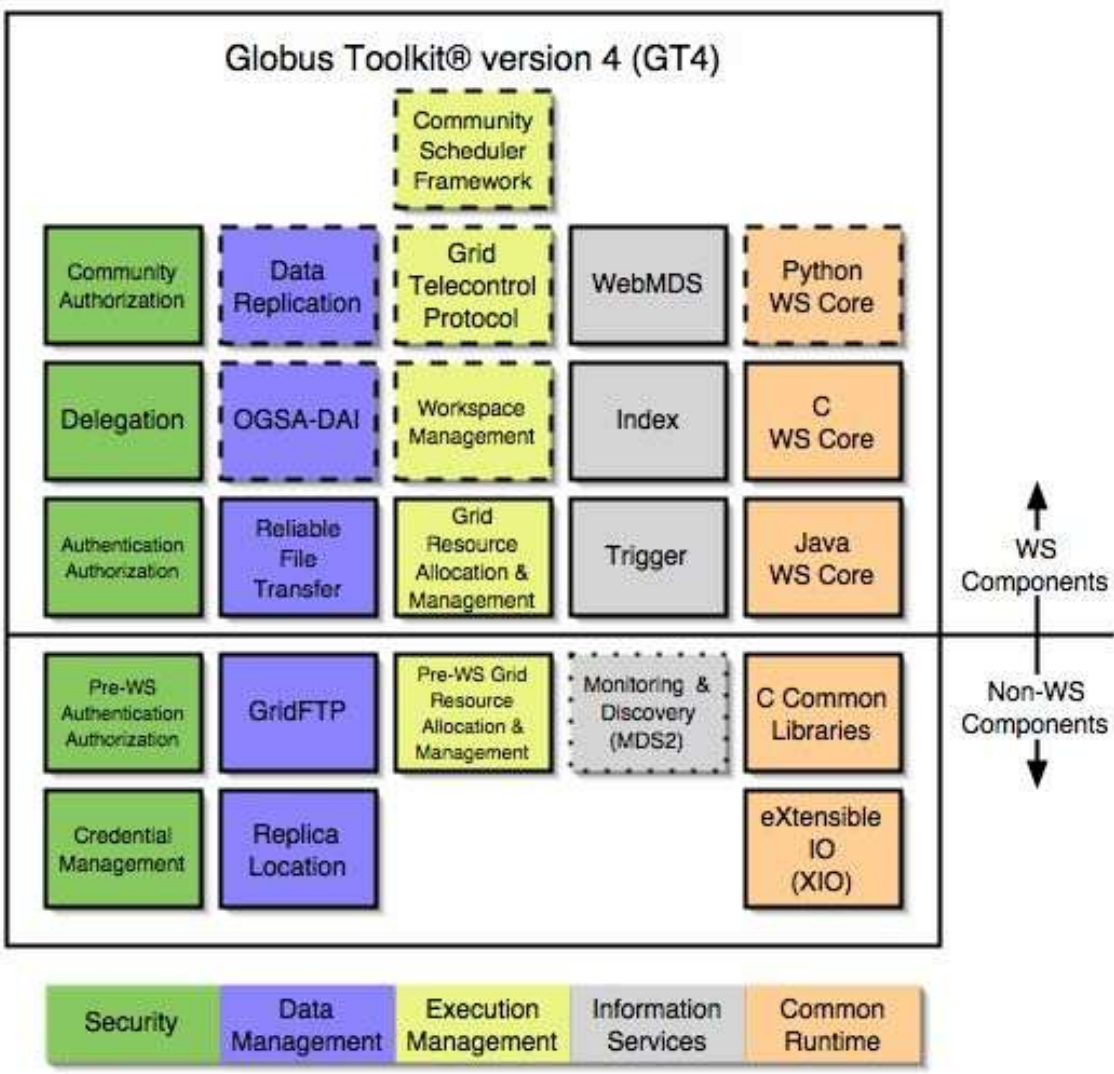 Globus Toolkit® version 4 (GT4)
Community
Scheduler
Framework
Community
Authorization
Data
Replication
Grid
Telecontrol
Protocol
WebMDS
Python
WS Core
Delegation
OGSA-DAI
Workspace
Management
Index
C
WS Core
Authentication
Authorization
Reliable
File
Transfer
Grid
Resource
Allocation &
Management
Trigger
Java
WS Core
WS
Components
Pre-WS
Authentication
Authorization
GridFTP
Pre-WS Grid
Resource
Allocation &
Management
Monitoring &
Discovery
(MDS2)
C Common
Libraries
Non-WS
Components
Credential
Management
Replica
Location
eXtensible
IO
(XIO)
Security
Data
Management
Execution
Management
Information
Services
Common
Runtime